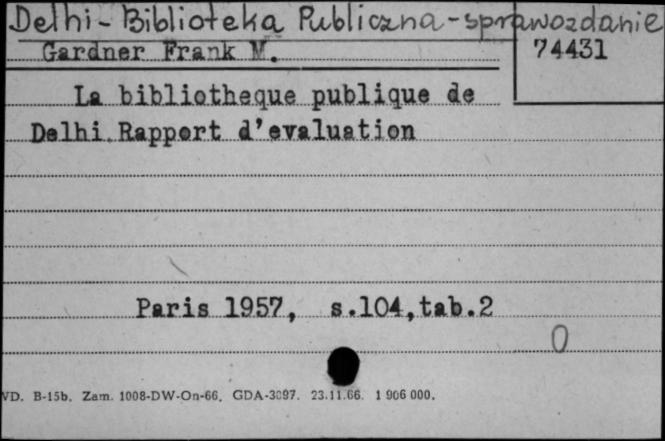 Delhi - Biblioteka Publiczna - sprawozdanie
Gardner Frank M.
74431
La bibliotheque publique de
Delhi. Rapport d'evaluation
Paris 1957, s.104, tab.2
0
VD. B-15b. Zam. 1008-DW-On-66. GDA-3097. 23.11.66. 1 906 000.